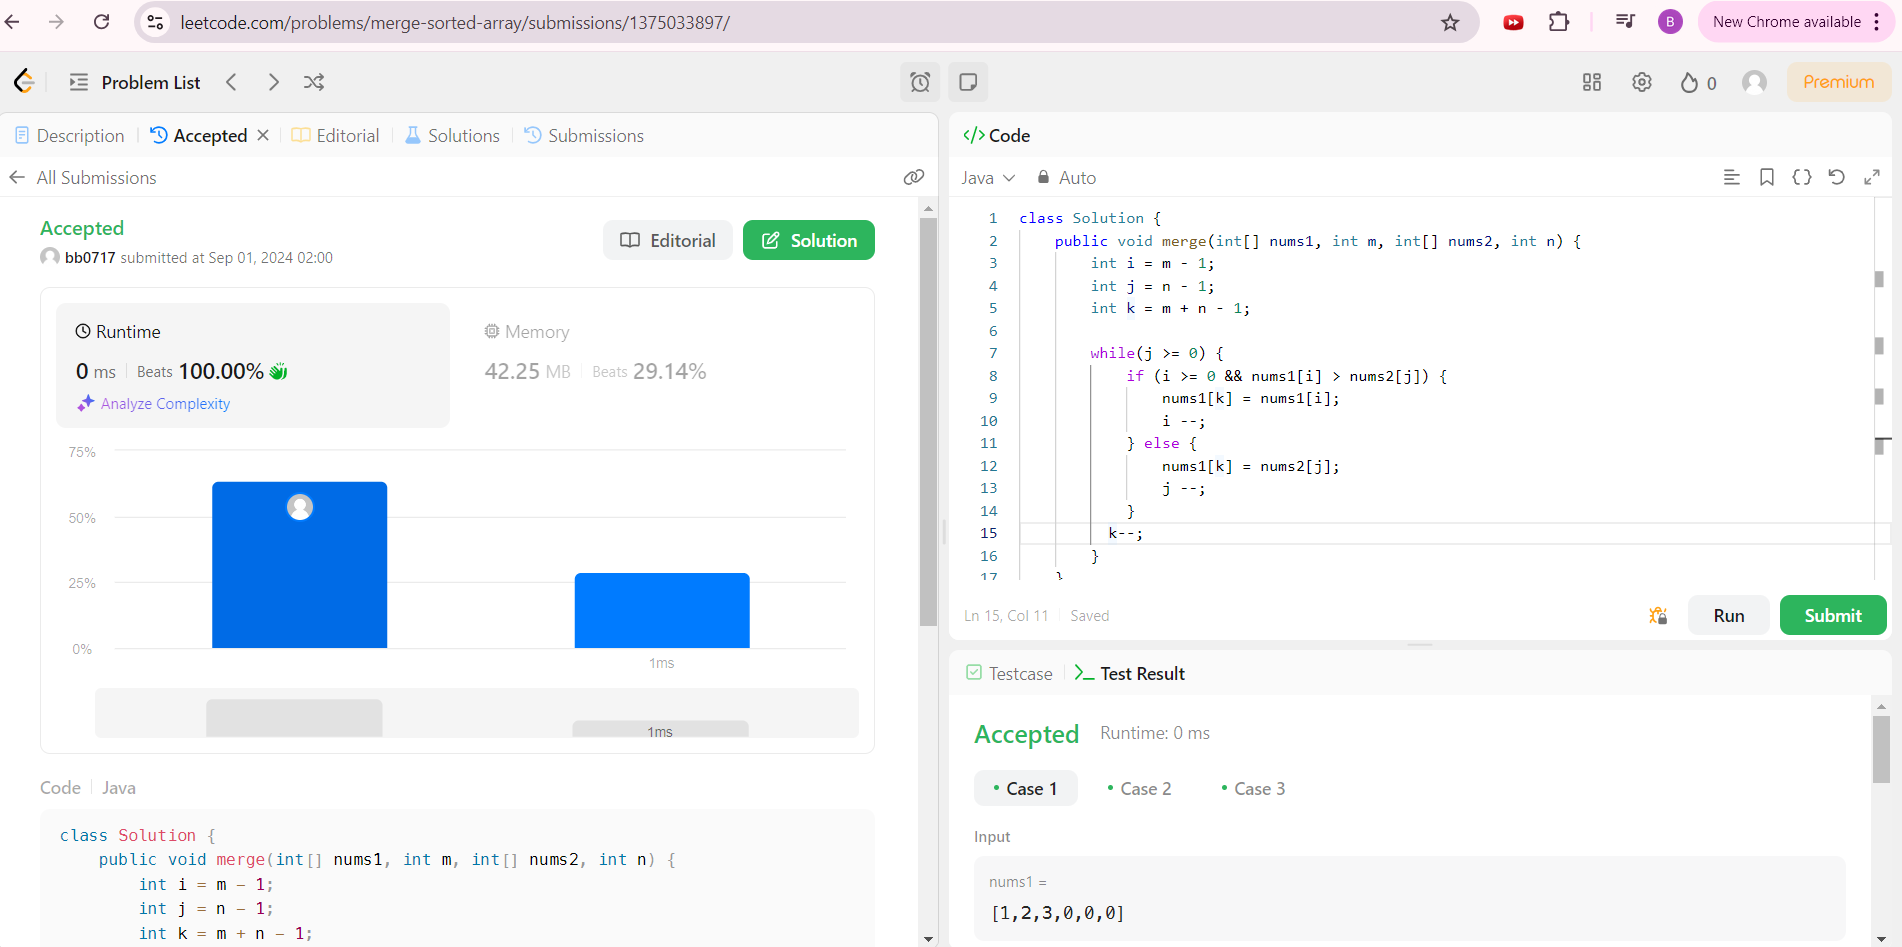 leetcode.com/problems/merge-sorted-array/submissions/1375033897/
B
New Chrome available
Problem List
0
Premium
Description
Accepted
Editorial
Solutions
Submissions
All Submissions
Accepted
bb0717 submitted at Sep 01, 2024 02:00
Editorial
Solution
Runtime
0 ms
Beats 100.00%
Analyze Complexity
Memory
42.25 MB
Beats 29.14%
75%
50%
25%
0%
1ms
1ms
Code
Java
class Solution {
public void merge(int[] nums1, int m, int[] nums2, int n) {
int i = m - 1;
int j = n - 1;
int k = m + n - 1;
</> Code
Java
Auto
1 class Solution {
2 public void merge(int[] nums1, int m, int[] nums2, int n) {
3 int i = m - 1;
4 int j = n - 1;
5 int k = m + n - 1;
6
7 while(j >= 0) {
8 if (i >= 0 && nums1[i] > nums2[j]) {
9 nums1[k] = nums1[i];
10 i --;
11 } else {
12 nums1[k] = nums2[j];
13 j --;
14 }
15 k--;
16 }
17 }
Ln 15, Col 11
Saved
Run
Submit
Testcase
Test Result
Accepted
Runtime: 0 ms
Case 1
Case 2
Case 3
Input
nums1 =
[1,2,3,0,0,0]